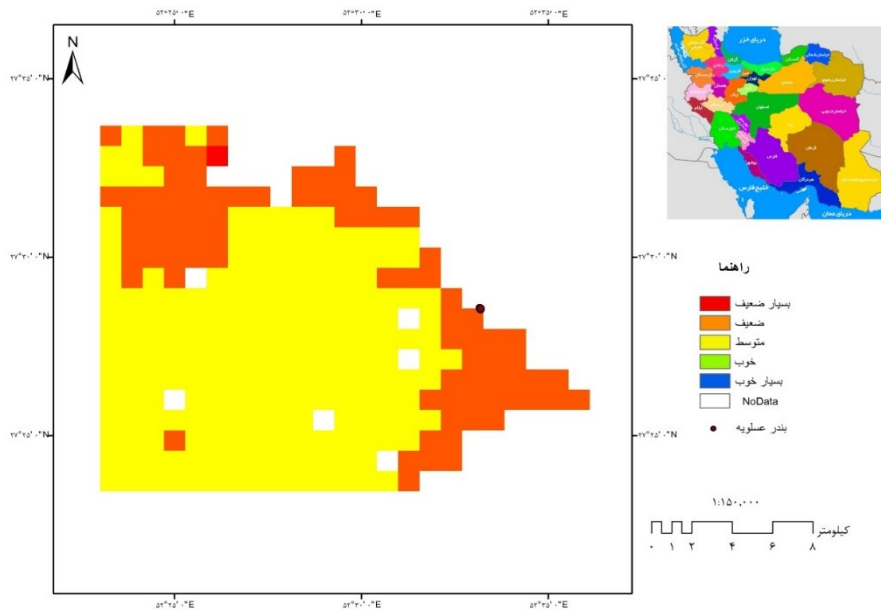 ۵۲°۲۵'۰"E
۵۲°۳۰'۰"E
۵۲°۳۵'۰"E
N
۲۷°۳۵'۰"N
۲۷°۳۵'۰"N
۲۷°۳۰'۰"N
۲۷°۳۰'۰"N
۲۷°۲۵'۰"N
۲۷°۲۵'۰"N
۵۲°۲۵'۰"E
۵۲°۳۰'۰"E
۵۲°۳۵'۰"E
دریای خزر
خلیج فارس
دریای عمان
راهنما
بسیار ضعیف
ضعیف
متوسط
خوب
بسیار خوب
NoData
بندر عسلویه
۱:۱۵۰,۰۰۰
کیلومتر
۰ ۱ ۲ ۴ ۶ ۸